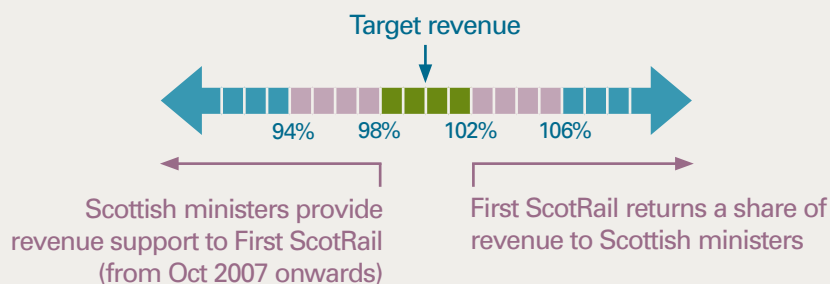 Target revenue
94% 98% 102% 106%
Scottish ministers provide
revenue support to First ScotRail
(from Oct 2007 onwards)
First ScotRail returns a share of
revenue to Scottish ministers